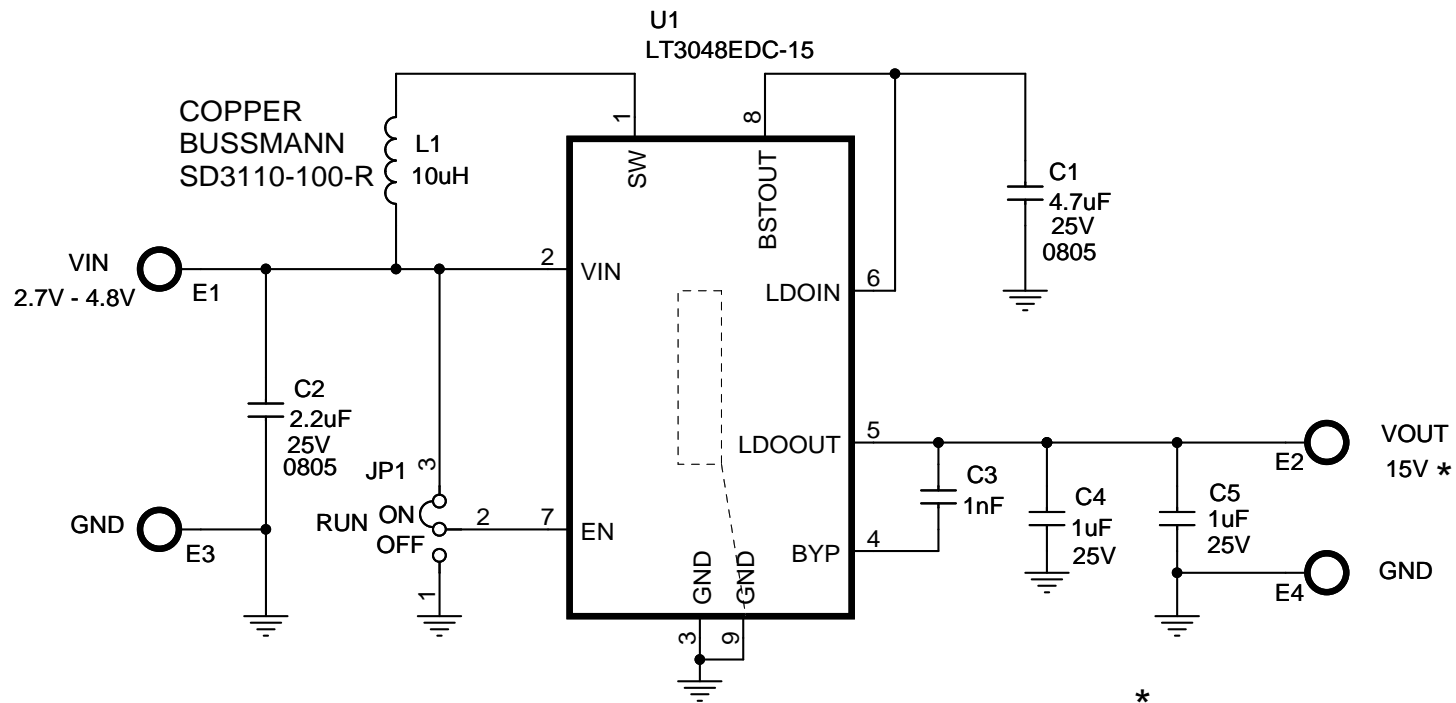 U1
LT3048EDC-15
COPPER
BUSSMANN
SD3110-100-R
L1
10uH
1
SW
8
BSTOUT
C1
4.7uF
25V
0805
VIN
2.7V - 4.8V
E1
2
VIN
LDOIN
6
C2
2.2uF
25V
0805
JP1
3
RUN
ON
OFF
2
1
7
EN
GND
E3
LDOOUT
5
BYP
4
C3
1nF
C4
1uF
25V
C5
1uF
25V
E2
VOUT
15V *
E4
GND
GND
GND
3
9
*